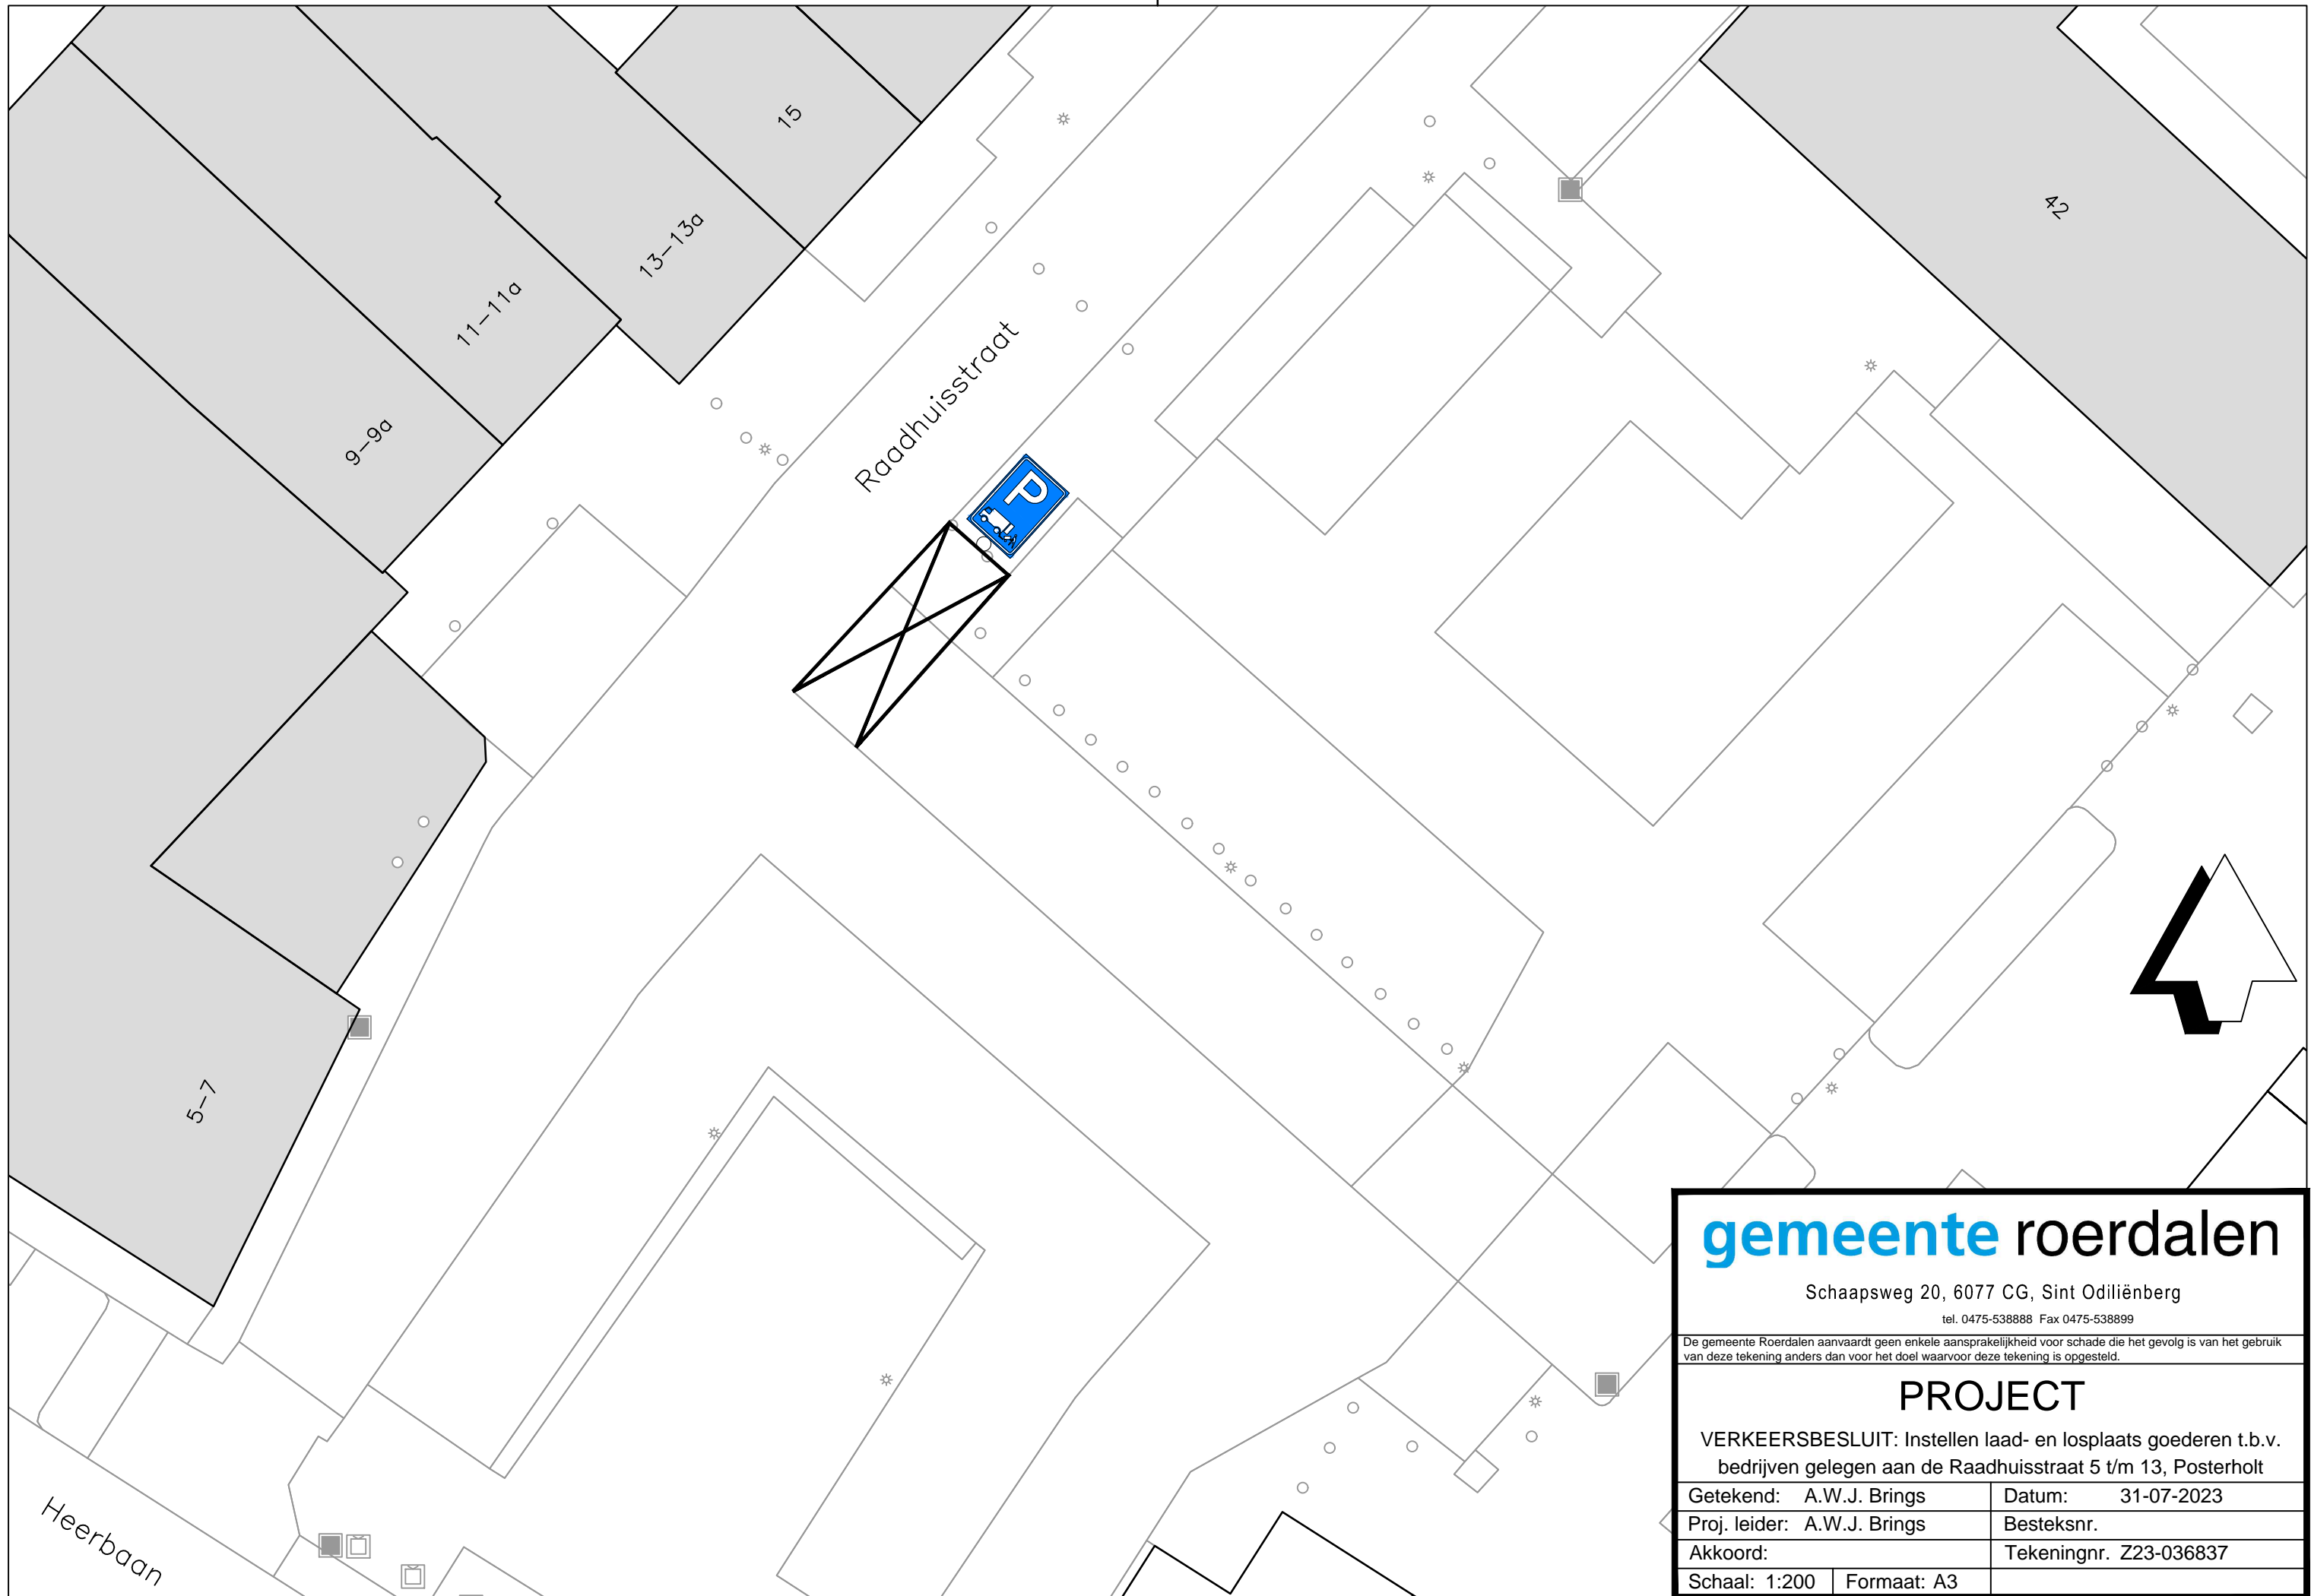 15
42
13-13a
11-11a
Raadhuisstraat
9-9a
P
5-7
Heerbaan
gemeente roerdalen
Schaapsweg 20, 6077 CG, Sint Odiliënberg
tel. 0475-538888 Fax 0475-538899
De gemeente Roerdalen aanvaardt geen enkele aansprakelijkheid voor schade die het gevolg is van het gebruik
van deze tekening anders dan voor het doel waarvoor deze tekening is opgesteld.
PROJECT
VERKEERSBESLUIT: Instellen laad- en losplaats goederen t.b.v.
bedrijven gelegen aan de Raadhuisstraat 5 t/m 13, Posterholt
Getekend: A.W.J. Brings Datum: 31-07-2023
Proj. leider: A.W.J. Brings Besteksnr.
Akkoord: Tekeningnr. Z23-036837
Schaal: 1:200 Formaat: A3